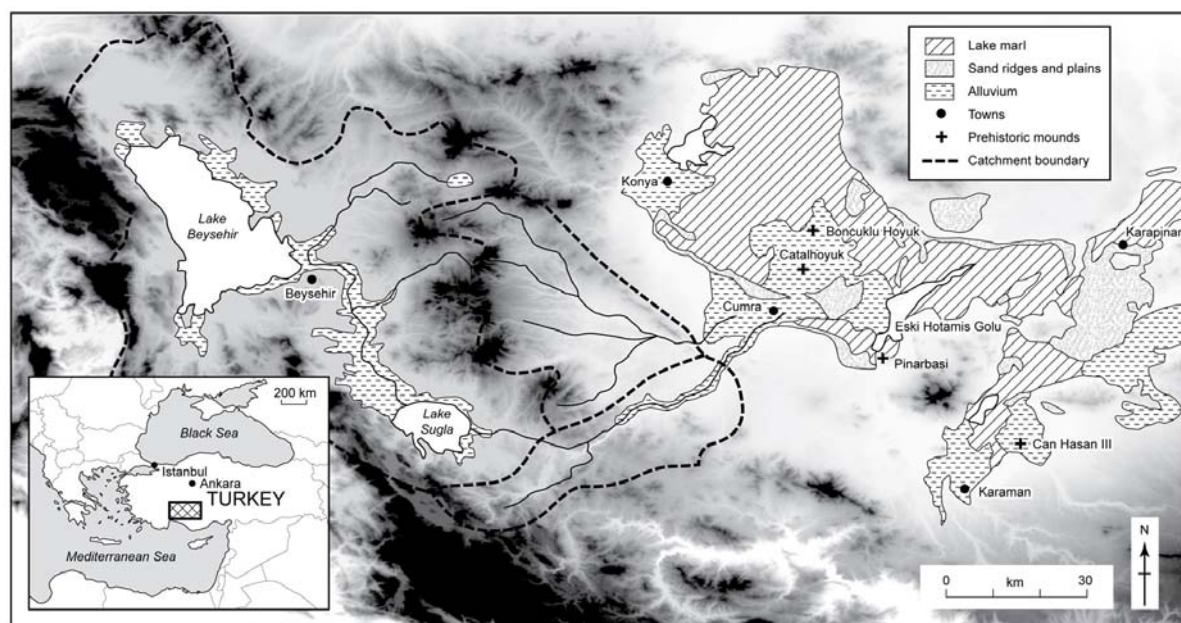 Lake marl
Sand ridges and plains
Alluvium
Towns
Prehistoric mounds
Catchment boundary
Lake
Beysehir
Beysehir
Lake
Sugla
Konya
Boncuklu Hoyuk
Catalhoyuk
Cumra
Karapinar
Eski Hotamis Golu
Pinarbasi
Can Hasan III
Karaman
200 km
Black Sea
Istanbul
Ankara
TURKEY
Mediterranean Sea
N
0 30
km